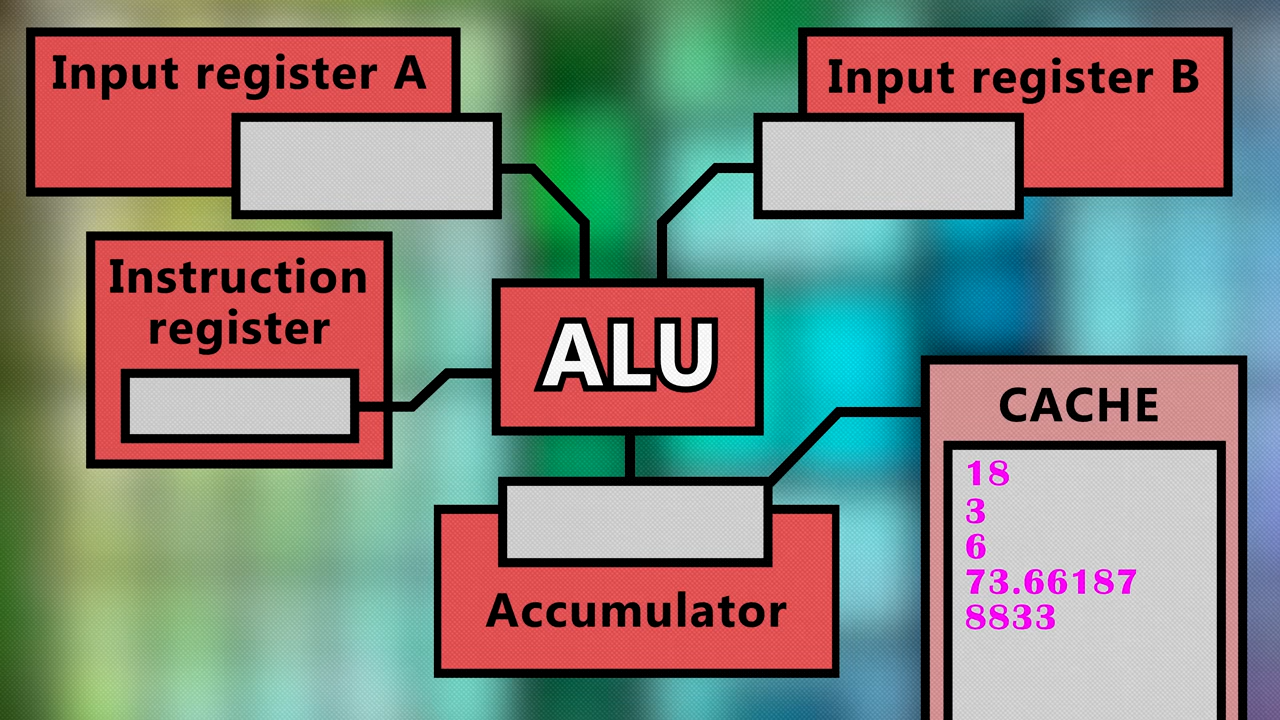 Input register A
Input register B
Instruction
register
ALU
CACHE
18
3
6
73.66187
8833
Accumulator